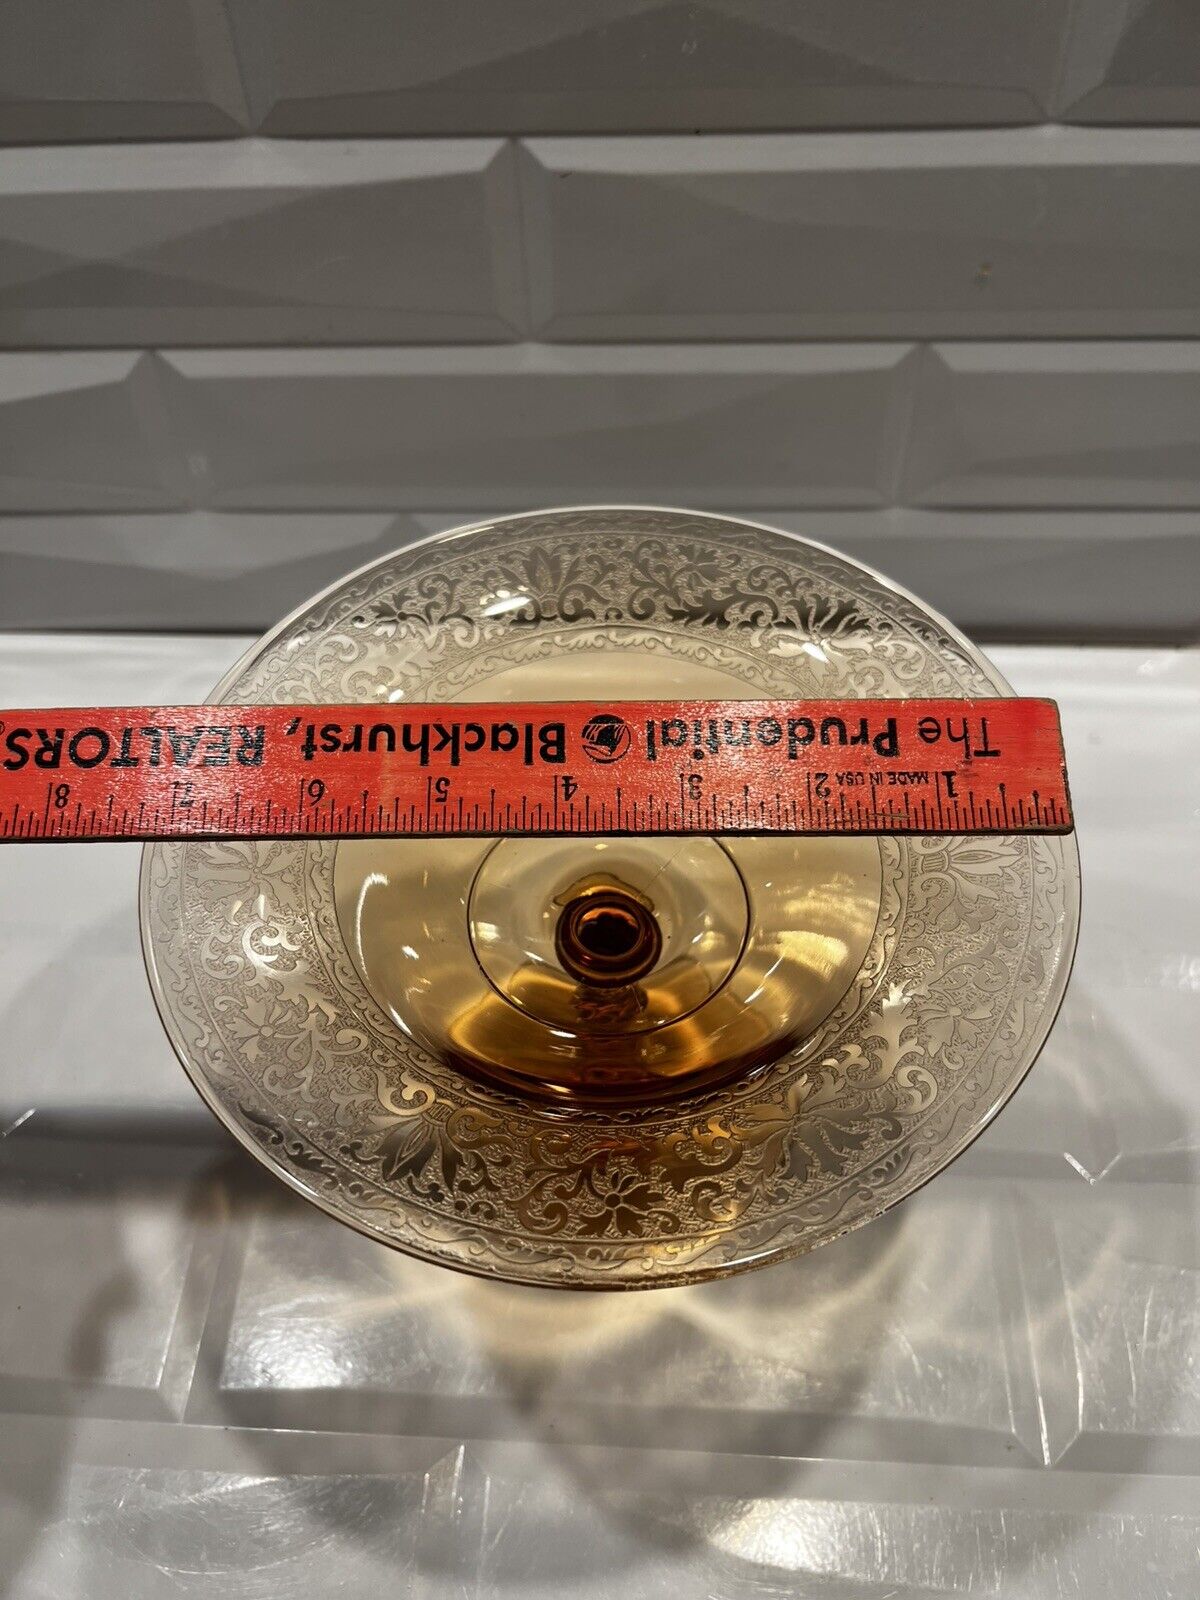 The Prudential Blackhurst, REALTORS,
MADE IN USA
1 2 3 4 5 6 7 8